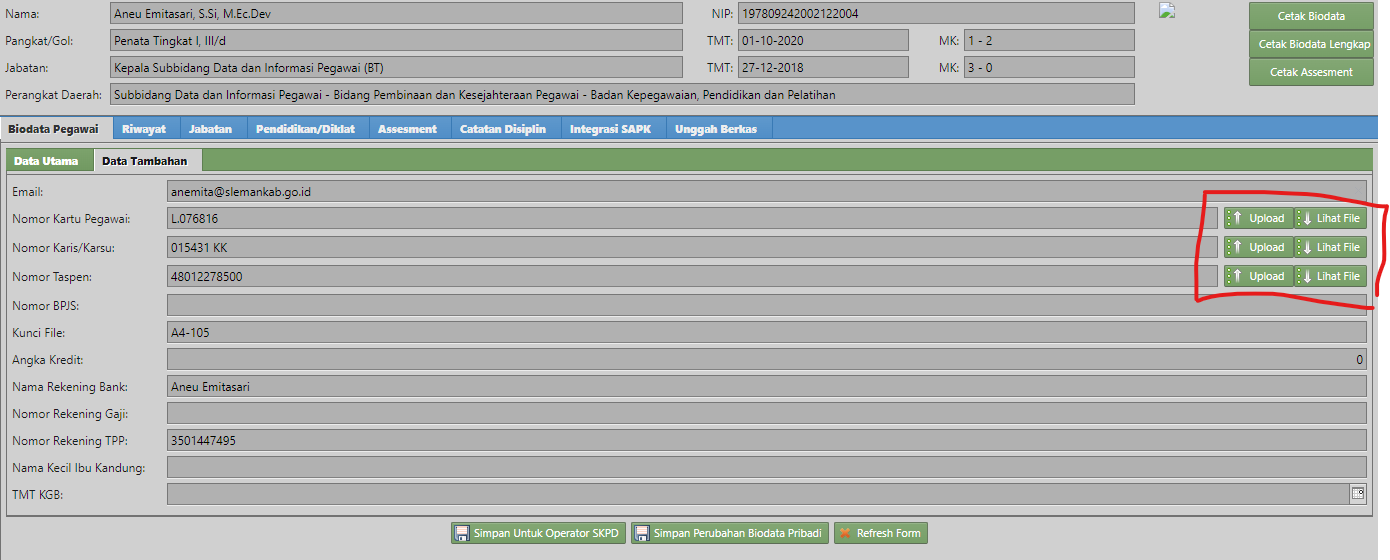 Nama: Aneu Emitasari, S.Si, M.Ec.Dev NIP: 197809242002122004 Cetak Biodata
Pangkat/Gol: Penata Tingkat I, III/d TMT: 01-10-2020 MK: 1 - 2 Cetak Biodata Lengkap
Jabatan: Kepala Subbidang Data dan Informasi Pegawai (BT) TMT: 27-12-2018 MK: 3 - 0 Cetak Assesment
Perangkat Daerah: Subbidang Data dan Informasi Pegawai - Bidang Pembinaan dan Kesejahteraan Pegawai - Badan Kepegawaian, Pendidikan dan Pelatihan
Biodata Pegawai Riwayat Jabatan Pendidikan/Diklat Assesment Catatan Disiplin Integrasi SAPK Unggah Berkas
Data Utama Data Tambahan
Email: anemita@slemankab.go.id
Nomor Kartu Pegawai: L.076816 Upload Lihat File
Nomor Karis/Karsu: 015431 KK Upload Lihat File
Nomor Taspen: 48012278500 Upload Lihat File
Nomor BPJS:
Kunci File: A4-105
Angka Kredit: 0
Nama Rekening Bank: Aneu Emitasari
Nomor Rekening Gaji:
Nomor Rekening TPP: 3501447495
Nama Kecil Ibu Kandung:
TMT KGB:
Simpan Untuk Operator SKPD Simpan Perubahan Biodata Pribadi Refresh Form